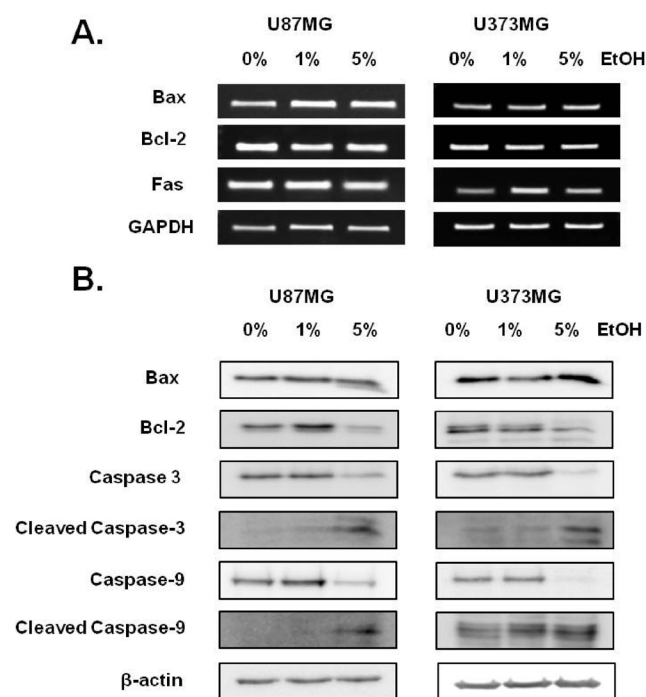 A.
U87MG U373MG
0% 1% 5% 0% 1% 5% EtOH
Bax
Bcl-2
Fas
GAPDH
B.
U87MG U373MG
0% 1% 5% 0% 1% 5% EtOH
Bax
Bcl-2
Caspase 3
Cleaved Caspase-3
Caspase-9
Cleaved Caspase-9
β-actin